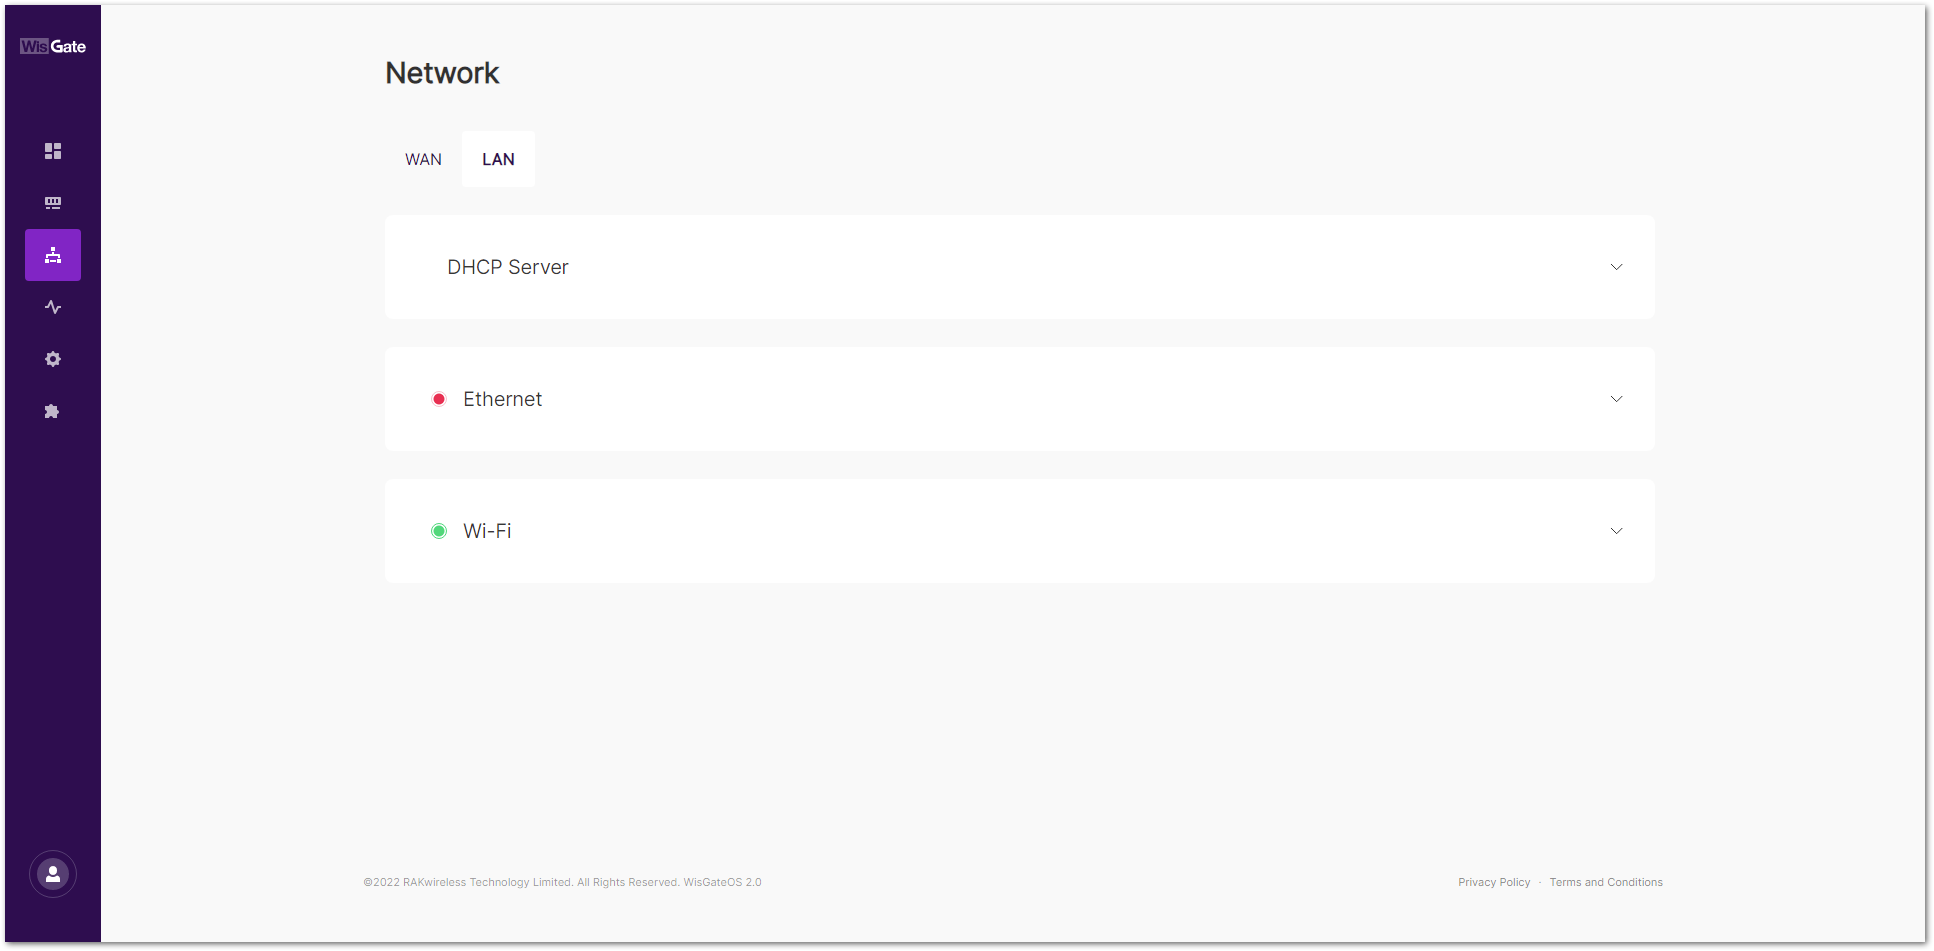 WisGate
Network
WAN
LAN
DHCP Server
Ethernet
Wi-Fi
©2022 RAKwireless Technology Limited. All Rights Reserved. WisGateOS 2.0
Privacy Policy · Terms and Conditions